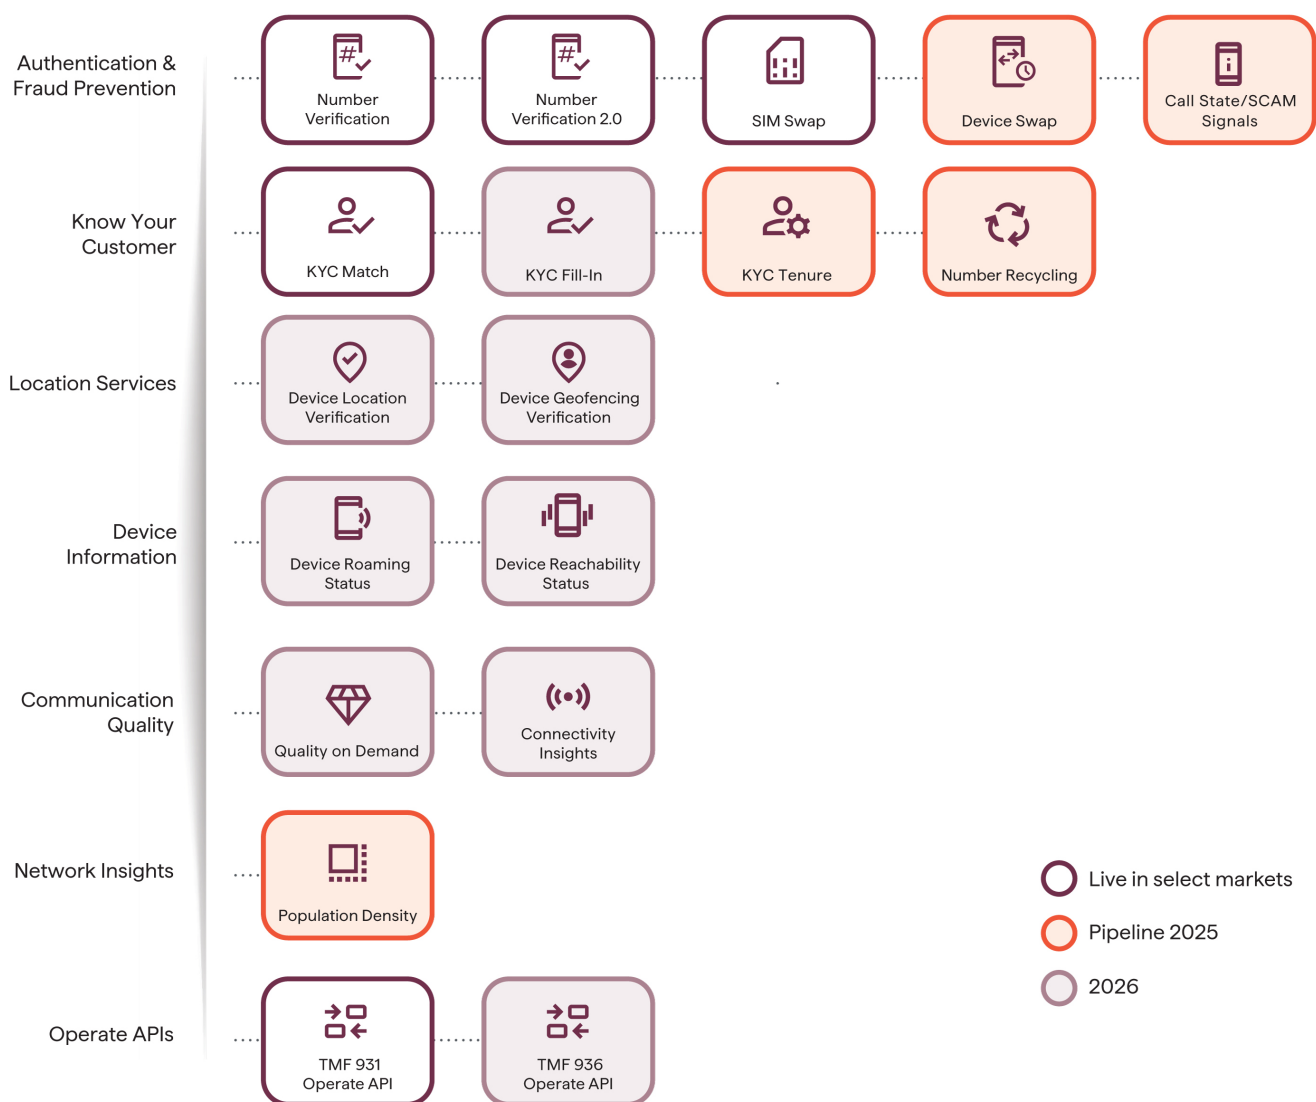 Authentication &
Fraud Prevention
#
Number
Verification
#
Number
Verification 2.0
SIM Swap
Device Swap
i
Call State/SCAM
Signals
Know Your
Customer
KYC Match
KYC Fill-In
KYC Tenure
Number Recycling
Location Services
Device Location
Verification
Device Geofencing
Verification
Device
Information
Device Roaming
Status
Device Reachability
Status
Communication
Quality
Quality on Demand
Connectivity
Insights
Network Insights
Population Density
Live in select markets
Pipeline 2025
2026
Operate APIs
TMF 931
Operate API
TMF 936
Operate API